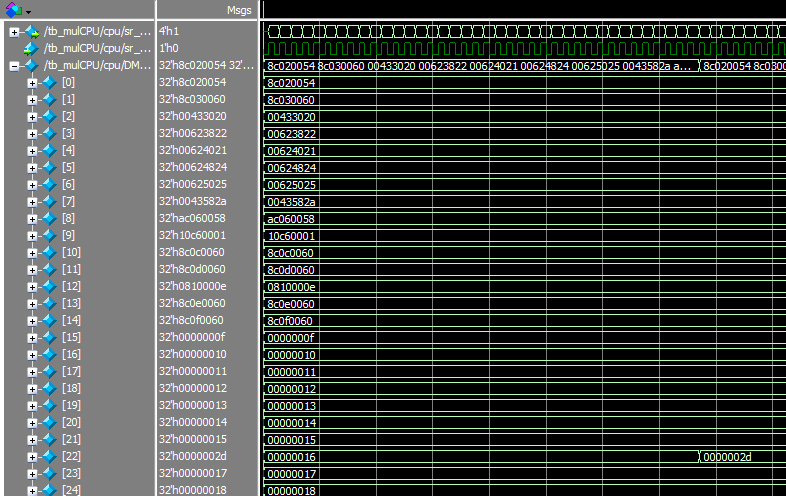 Msgs
/tb_mulCPU/cpu/sr_... 4'h1
/tb_mulCPU/cpu/sr_... 1'h0
/tb_mulCPU/cpu/DM... 32'h8c020054 32'... 8c020054 8c030060 00433020 00623822 00624021 00624824 00625025 0043582a a... 8c020054 8c0300
[0] 32'h8c020054 8c020054
[1] 32'h8c030060 8c030060
[2] 32'h00433020 00433020
[3] 32'h00623822 00623822
[4] 32'h00624021 00624021
[5] 32'h00624824 00624824
[6] 32'h00625025 00625025
[7] 32'h0043582a 0043582a
[8] 32'hac060058 ac060058
[9] 32'h10c60001 10c60001
[10] 32'h8c0c0060 8c0c0060
[11] 32'h8c0d0060 8c0d0060
[12] 32'h0810000e 0810000e
[13] 32'h8c0e0060 8c0e0060
[14] 32'h8c0f0060 8c0f0060
[15] 32'h0000000f 0000000f
[16] 32'h00000010 00000010
[17] 32'h00000011 00000011
[18] 32'h00000012 00000012
[19] 32'h00000013 00000013
[20] 32'h00000014 00000014
[21] 32'h00000015 00000015
[22] 32'h0000002d 00000016 0000002d
[23] 32'h00000017 00000017
[24] 32'h00000018 00000018